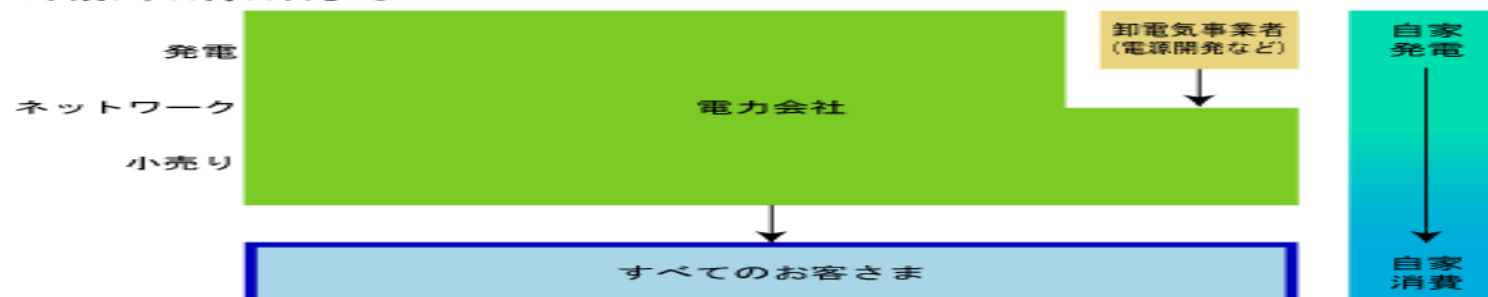 発電
ネットワーク
小売り
電力会社
卸電気事業者
(電源開発など)
すべてのお客さま
自家
発電
自家
消費